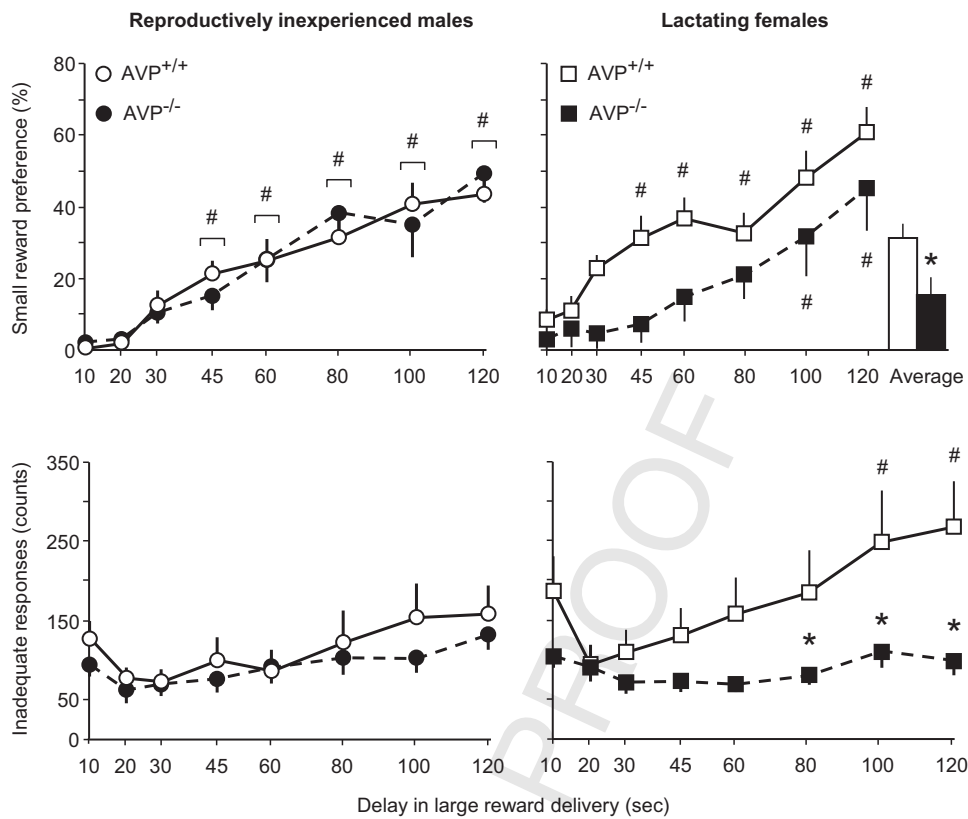 Reproductively inexperienced males
Lactating females
Small reward preference (%)
80
60
40
20
0
AVP+/+
AVP-/-
#
#
#
#
#
10 20 30 45 60 80 100 120
AVP+/+
AVP-/-
#
#
#
#
#
#
#
*
10 20 30 45 60 80 100 120 Average
Inadequate responses (counts)
350
250
150
50
0
10 20 30 45 60 80 100 120
#
#
*
*
*
10 20 30 45 60 80 100 120
PROOF
Delay in large reward delivery (sec)